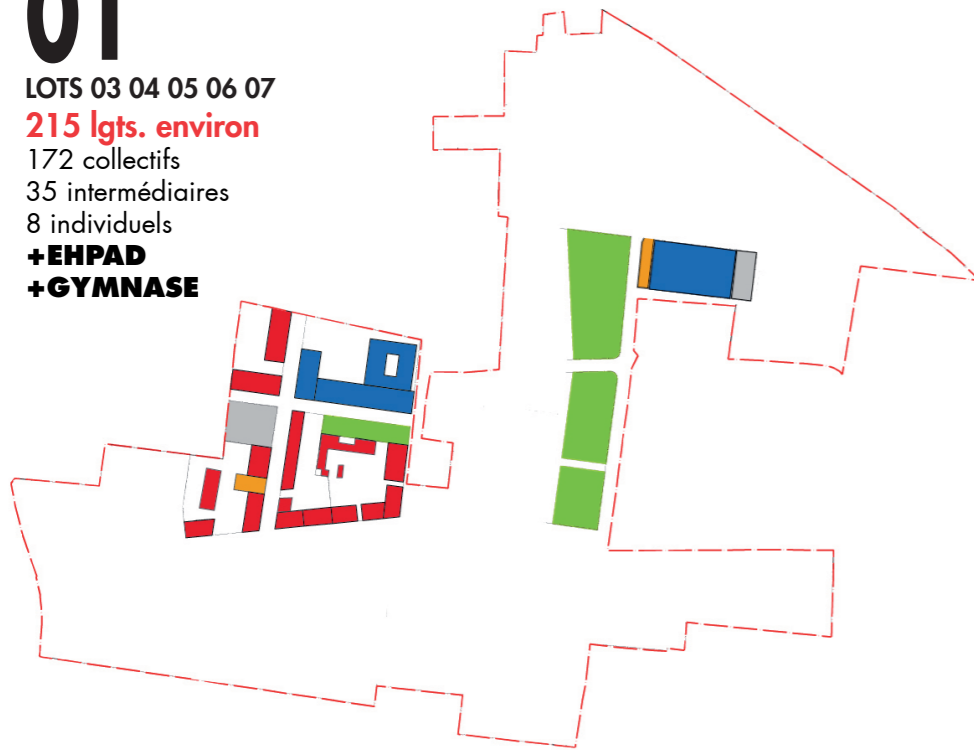 01
LOTS 03 04 05 06 07
215 lgts. environ
172 collectifs
35 intermédiaires
8 individuels
+EHPAD
+GYMNASE